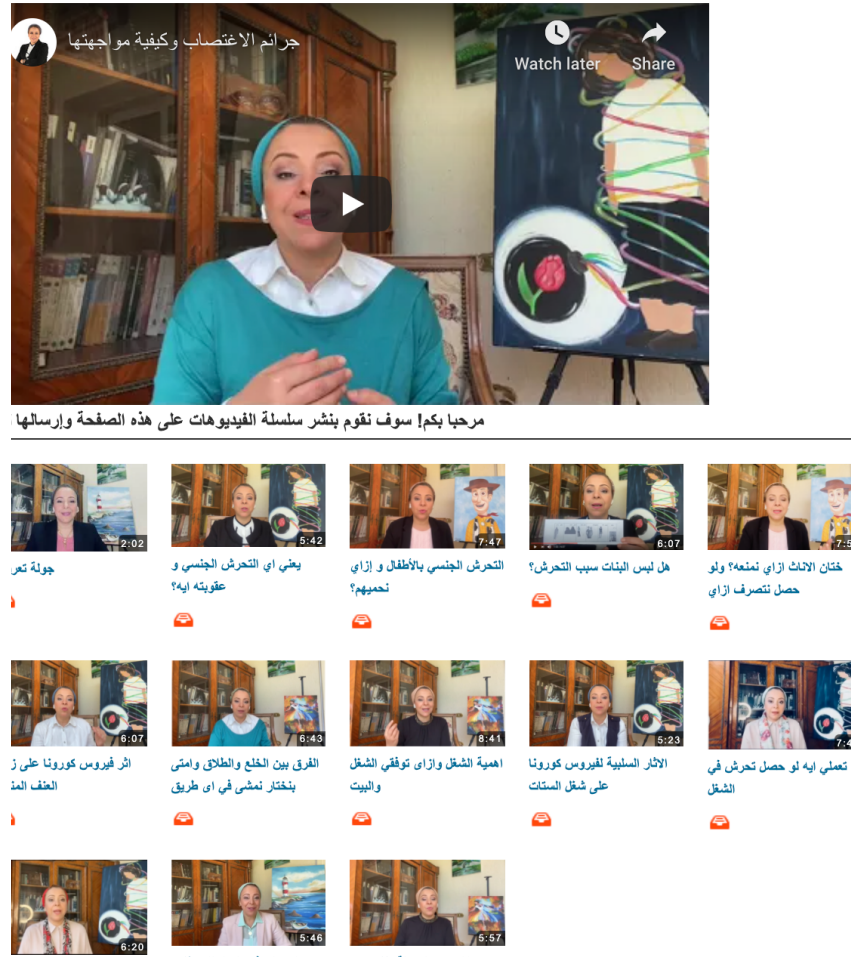 جرائم الاغتصاب وكيفية مواجهتها
Watch later
Share
مرحبا بكم! سوف نقوم بنشر سلسلة الفيديوهات على هذه الصفحة وإرسالها
2:02
5:42
7:47
6:07
جولة
يعني اي التحرش الجنسي و
عقوبته ايه؟
التحرش الجنسي بالأطفال و إزاي
نحميهم؟
هل لبس البنات سبب التحرش؟
ختان الاناث ازاي نمنعه؟ ولو
حصل نتصرف ازاي
6:07
6:43
8:41
5:23
اثر فيروس كورونا على
العنف
الفرق بين الخلع والطلاق وامتى
بنختار نمشى في اى طريق
اهمية الشغل وازاى توفقي الشغل
والبيت
الاثار السلبية لفيروس كورونا
على شغل الستات
تعملي ايه لو حصل تحرش في
الشغل
6:20
5:46
5:57